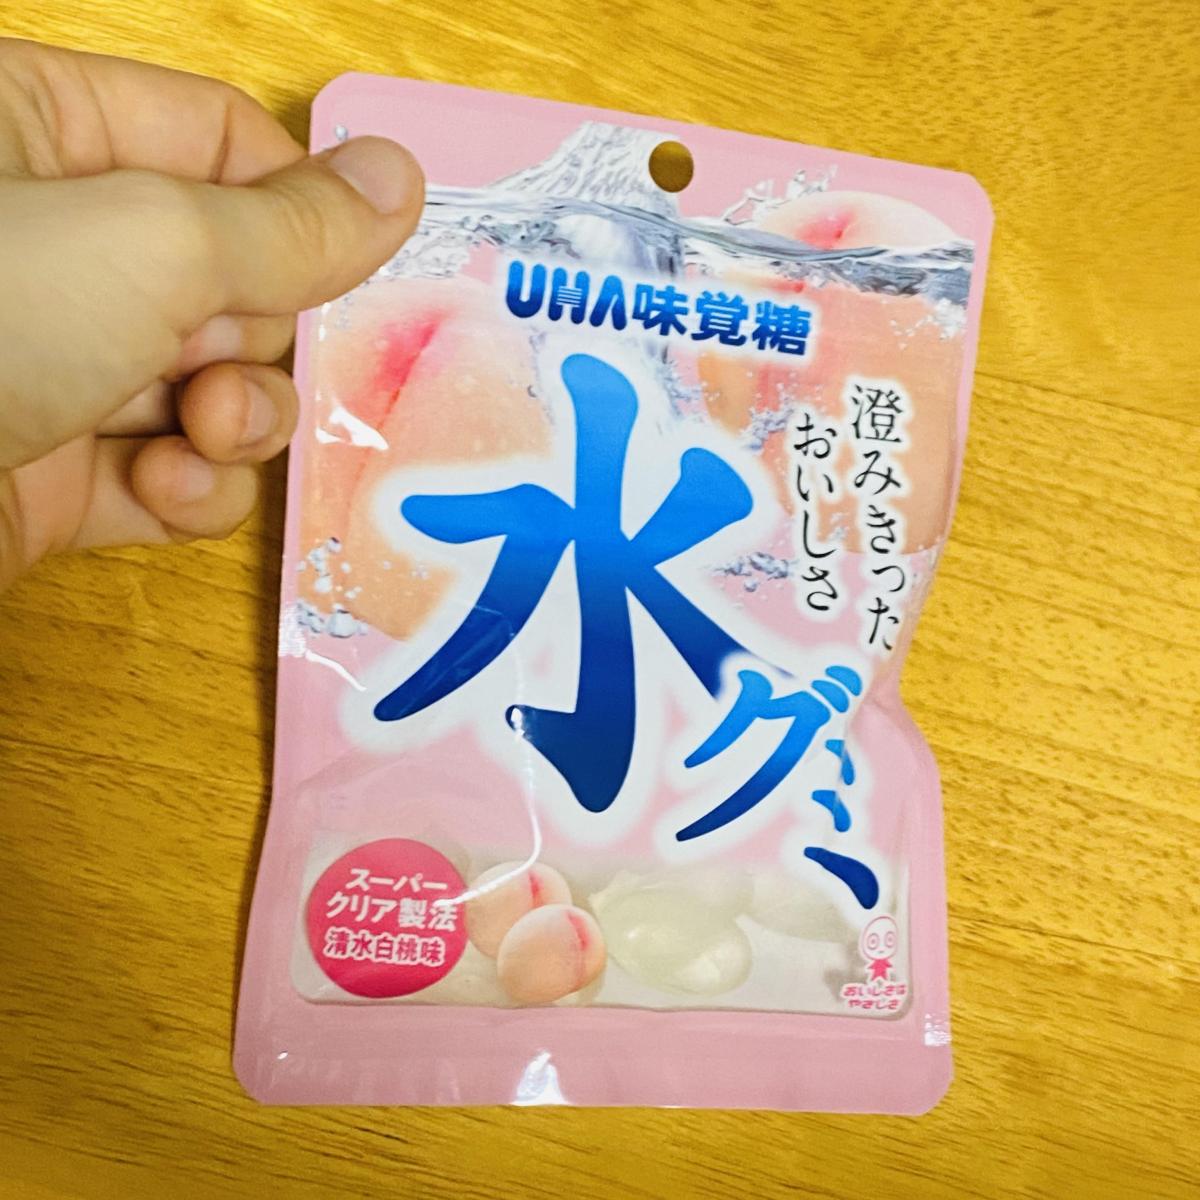 UHA味覚糖
澄みきった
おいしさ
水グミ
スーパー
クリア製法
清水白桃味
おいしさは
やさしさ